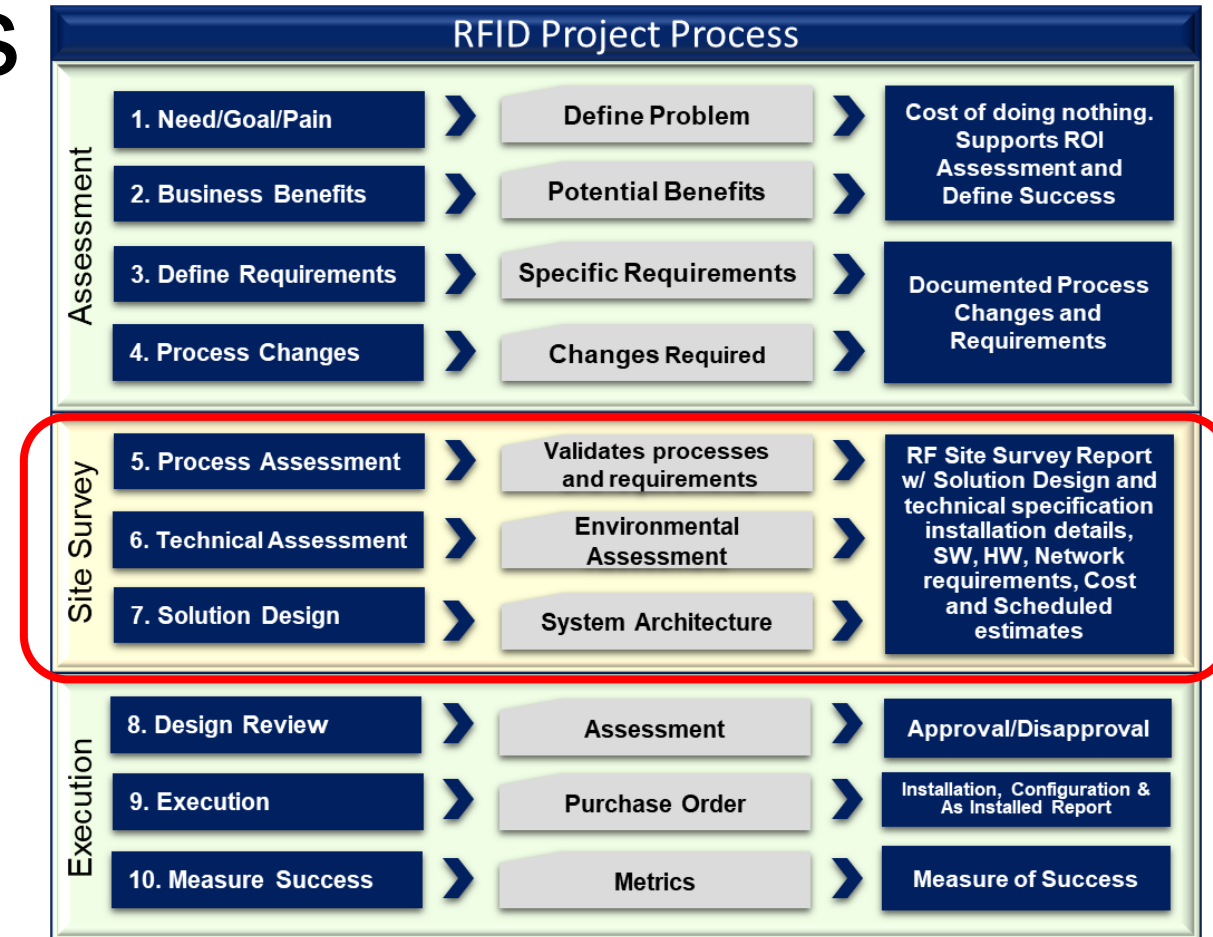 s
RFID Project Process
Assessment
1. Need/Goal/Pain
Define Problem
Cost of doing nothing.
Supports ROI
Assessment and
Define Success
2. Business Benefits
Potential Benefits
3. Define Requirements
Specific Requirements
Documented Process
Changes and
Requirements
4. Process Changes
Changes Required
Site Survey
5. Process Assessment
Validates processes
and requirements
RF Site Survey Report
w/ Solution Design and
technical specification
installation details,
SW, HW, Network
requirements, Cost
and Scheduled
estimates
6. Technical Assessment
Environmental
Assessment
7. Solution Design
System Architecture
Execution
8. Design Review
Assessment
Approval/Disapproval
9. Execution
Purchase Order
Installation, Configuration &
As Installed Report
10. Measure Success
Metrics
Measure of Success